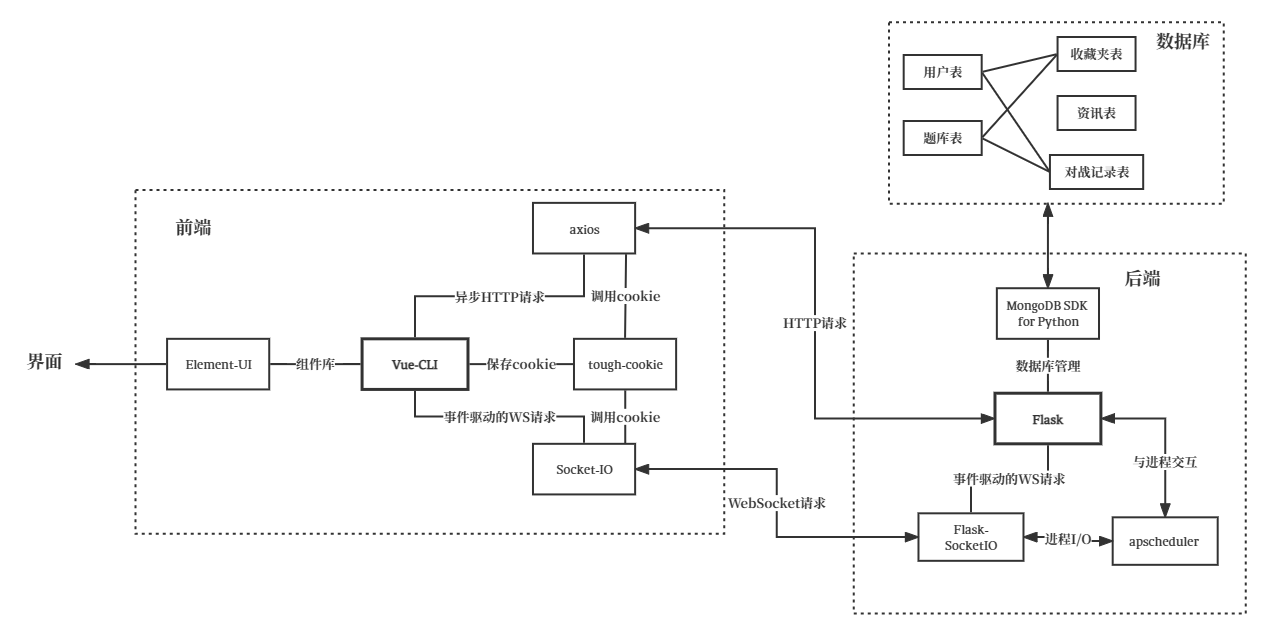 数据库
用户表
收藏夹表
资讯表
题库表
对战记录表
前端
axios
异步HTTP请求
调用cookie
界面
Element-UI
组件库
Vue-CLI
保存cookie
tough-cookie
事件驱动的WS请求
调用cookie
Socket-IO
HTTP请求
WebSocket请求
后端
MongoDB SDK
for Python
数据库管理
Flask
与进程交互
事件驱动的WS请求
Flask-
SocketIO
进程I/O
apscheduler